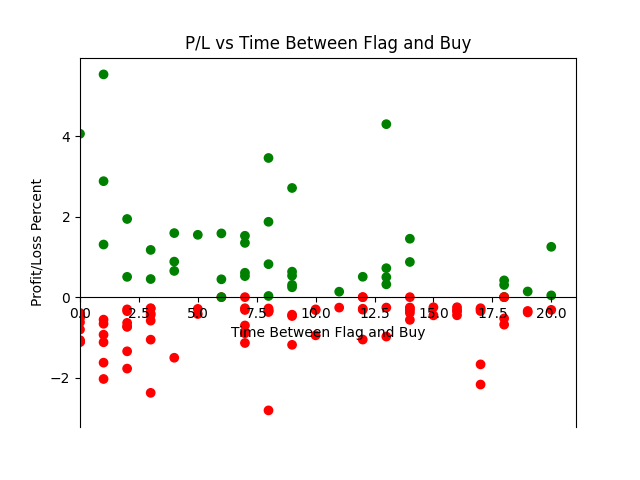 P/L vs Time Between Flag and Buy
Profit/Loss Percent
4
2
0
−2
0.0 2.5 5.0 7.5 10.0 12.5 15.0 17.5 20.0
Time Between Flag and Buy